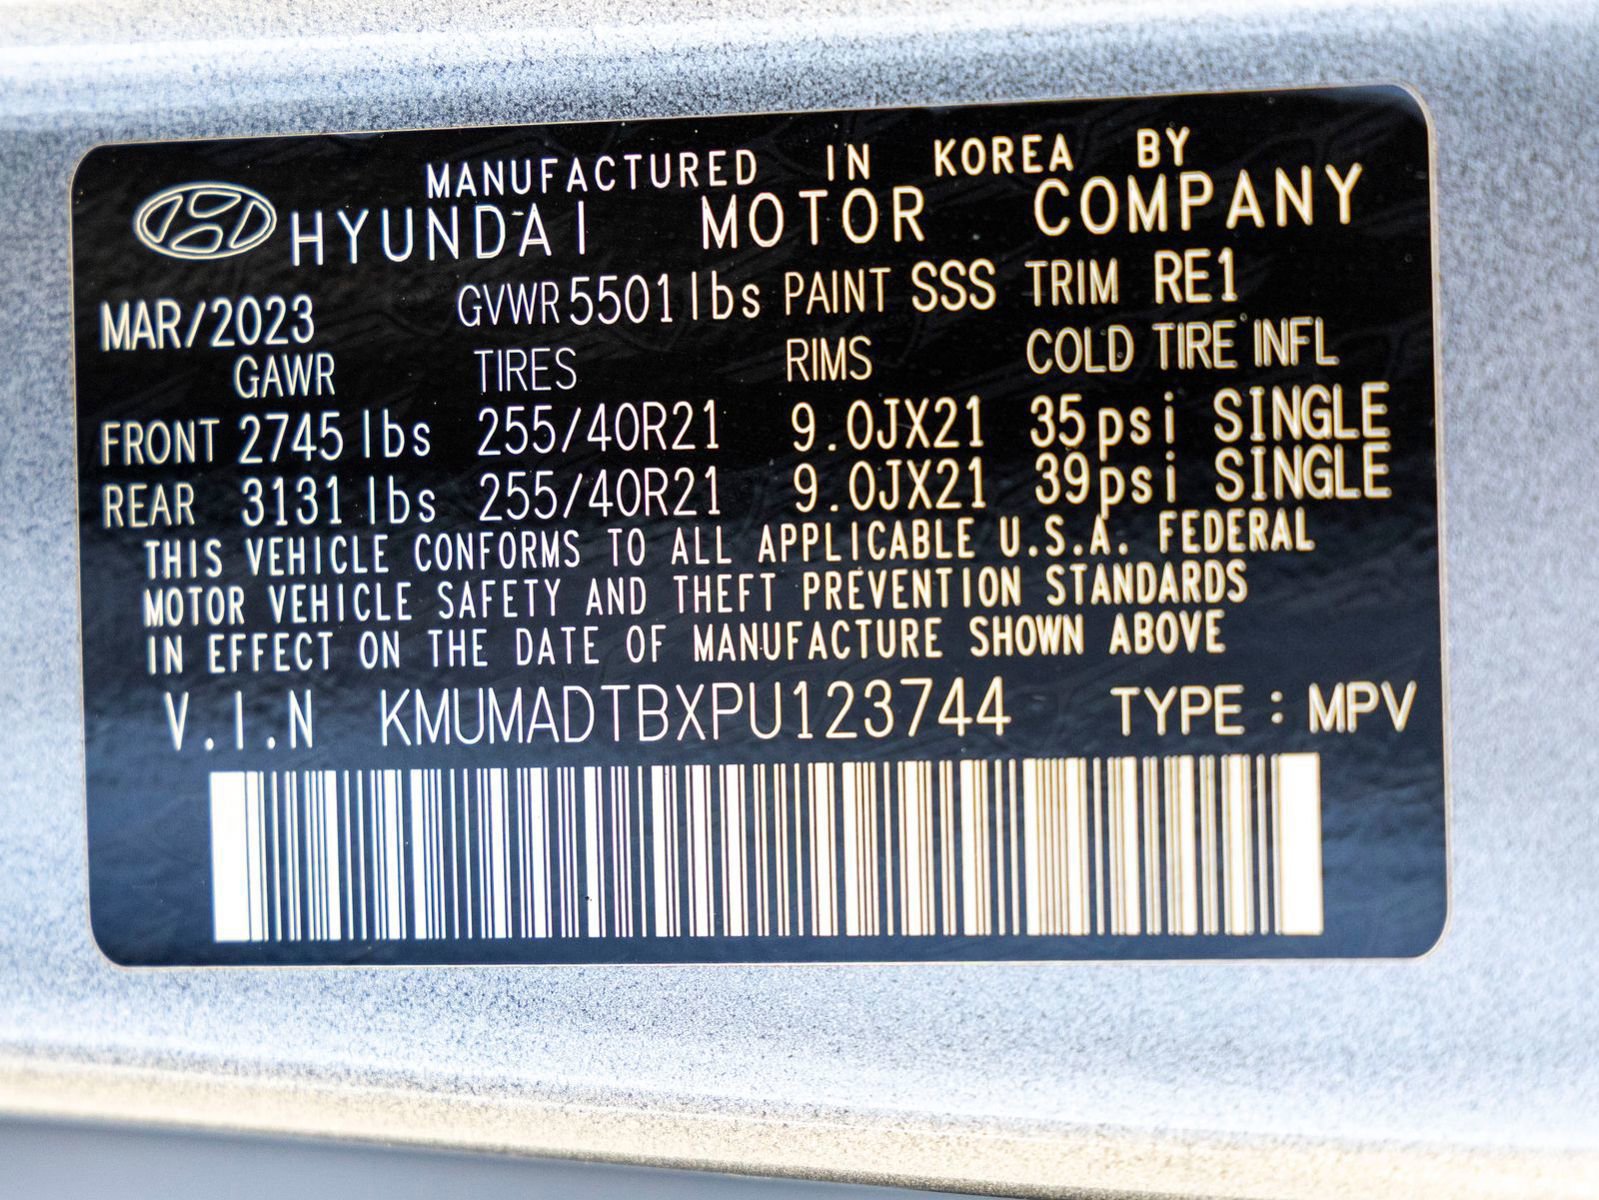 MANUFACTURED IN KOREA BY
HYUNDAI MOTOR COMPANY
MAR/2023 GVWR 5501 lbs PAINT SSS TRIM RE1
GAWR TIRES RIMS COLD TIRE INFL
FRONT 2745 lbs 255/40R21 9.0JX21 35psi SINGLE
REAR 3131 lbs 255/40R21 9.0JX21 39psi SINGLE
THIS VEHICLE CONFORMS TO ALL APPLICABLE U.S.A. FEDERAL
MOTOR VEHICLE SAFETY AND THEFT PREVENTION STANDARDS
IN EFFECT ON THE DATE OF MANUFACTURE SHOWN ABOVE
V.I.N KMUMADTBXPU123744 TYPE : MPV